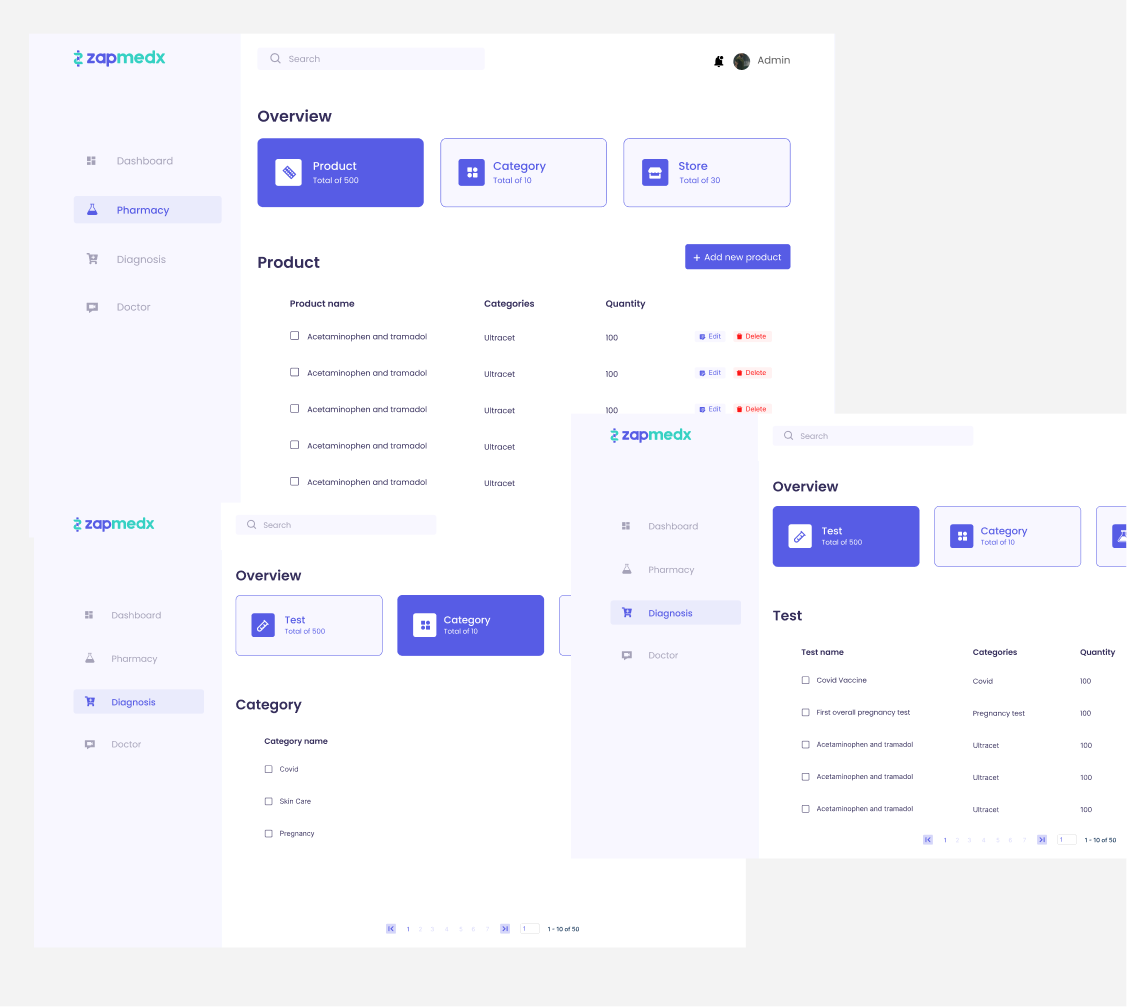 zapmedx
Search
Admin
Dashboard
Pharmacy
Diagnosis
Doctor
Overview
Product
Total of 500
Category
Total of 10
Store
Total of 30
Product
+ Add new product
Product name Categories Quantity
Acetaminophen and tramadol Ultracet 100 Edit Delete
Acetaminophen and tramadol Ultracet 100 Edit Delete
Acetaminophen and tramadol Ultracet 100 Edit Delete
Acetaminophen and tramadol Ultracet
Acetaminophen and tramadol Ultracet
zapmedx
Search
Dashboard
Pharmacy
Diagnosis
Doctor
Overview
Test
Total of 500
Category
Total of 10
Test
Test name Categories Quantity
Covid Vaccine Covid 100
First overall pregnancy test Pregnancy test 100
Acetaminophen and tramadol Ultracet 100
Acetaminophen and tramadol Ultracet 100
Acetaminophen and tramadol Ultracet 100
1 2 3 4 5 6 7 1 1 - 10 of 50
zapmedx
Search
Dashboard
Pharmacy
Diagnosis
Doctor
Overview
Test
Total of 500
Category
Total of 10
Category
Category name
Covid
Skin Care
Pregnancy
1 2 3 4 5 6 7 1 1 - 10 of 50